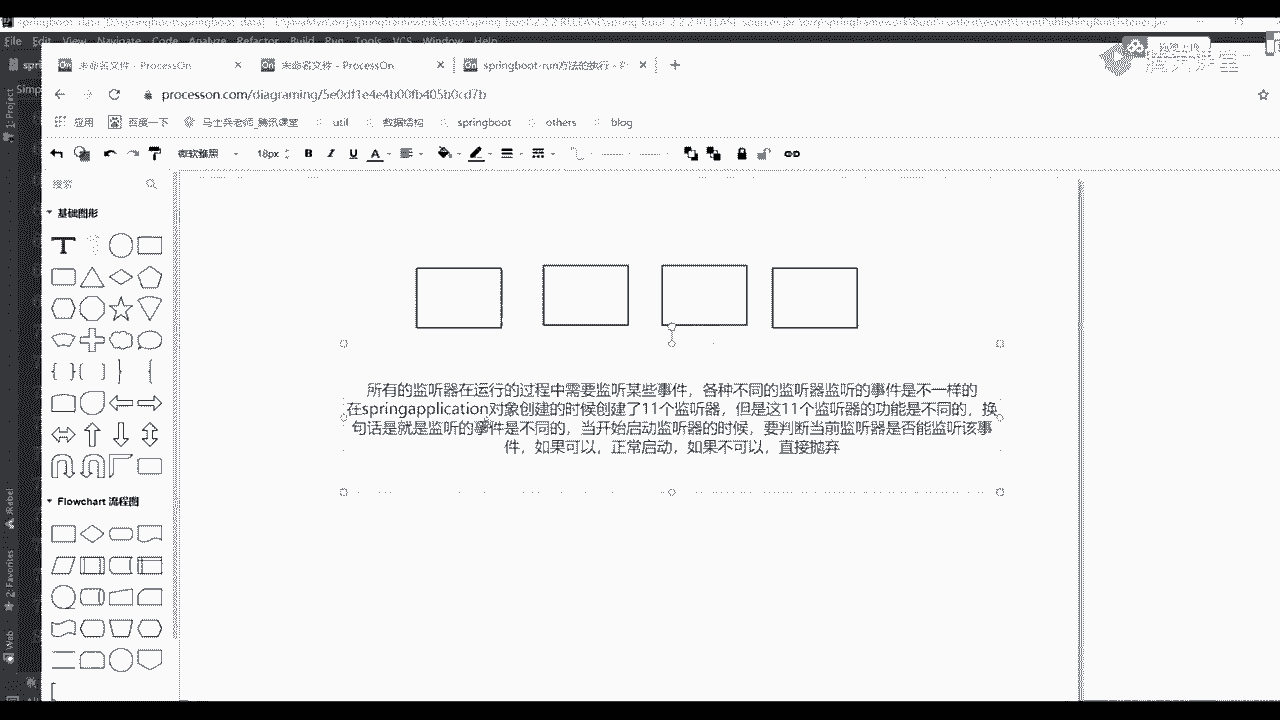 File Edit View Navigate Code Analyze Refactor Build Run Tools VCS Window Help
未命名文件 - ProcessOn
未命名文件 - ProcessOn
springboot-run方法的执行 - P
腾讯课堂
processon.com/diagraming/5e0df1e4e4b00fb405b0cd7b
应用
百度一下
马士兵老师_腾讯课堂
util
数据结构
springboot
others
blog
微软雅黑
18px
B I U A
搜索
基础图形
所有的监听器在运行的过程中需要监听某些事件，各种不同的监听器监听的事件是不一样的
在springapplication对象创建的时候创建了11个监听器，但是这11个监听器的功能是不同的，换
句话是就是监听的事件是不同的，当开始启动监听器的时候，要判断当前监听器是否能监听该事
件，如果可以，正常启动，如果不可以，直接抛弃
Flowchart 流程图
1: Project
JRebel
2: Favorites
Web